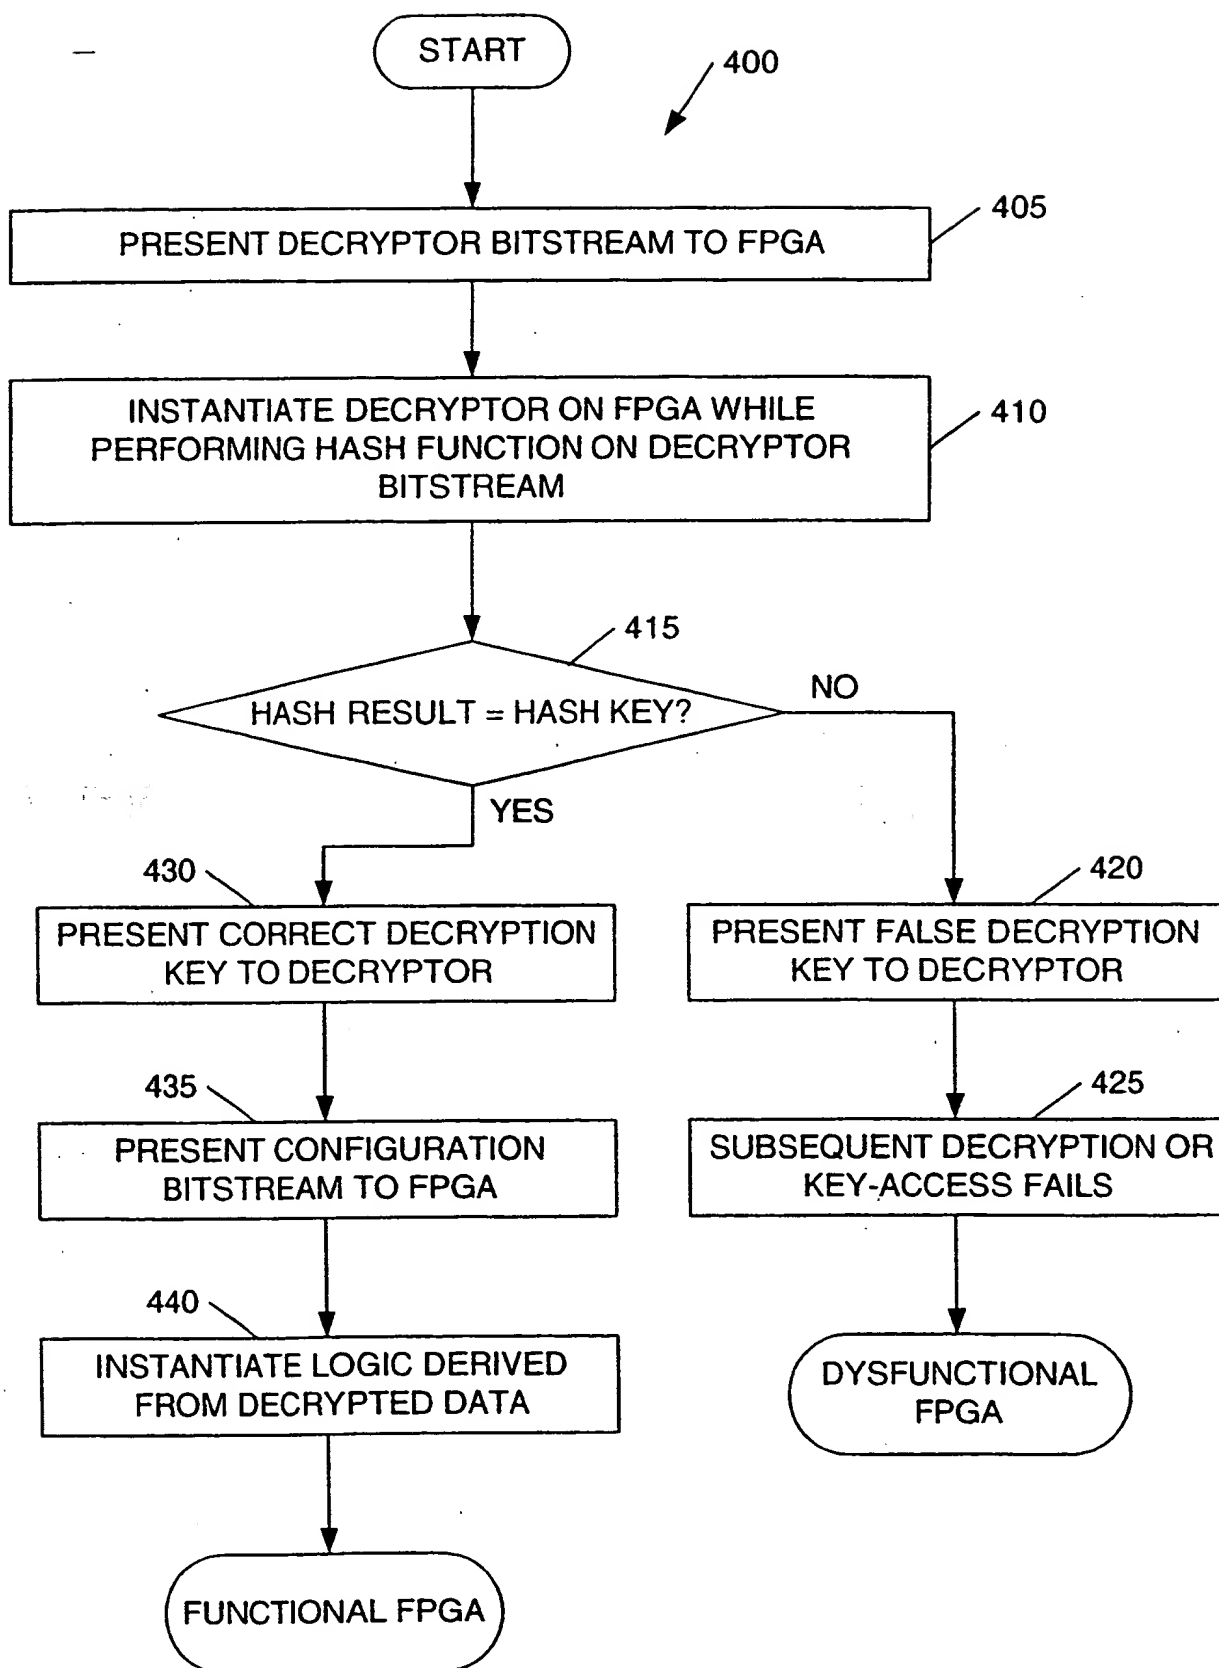 START
400
405
PRESENT DECRYPTOR BITSTREAM TO FPGA
410
INSTANTIATE DECRYPTOR ON FPGA WHILE
PERFORMING HASH FUNCTION ON DECRYPTOR
BITSTREAM
415
HASH RESULT = HASH KEY?
NO
YES
430
PRESENT CORRECT DECRYPTION
KEY TO DECRYPTOR
420
PRESENT FALSE DECRYPTION
KEY TO DECRYPTOR
435
PRESENT CONFIGURATION
BITSTREAM TO FPGA
425
SUBSEQUENT DECRYPTION OR
KEY-ACCESS FAILS
440
INSTANTIATE LOGIC DERIVED
FROM DECRYPTED DATA
DYSFUNCTIONAL
FPGA
FUNCTIONAL FPGA